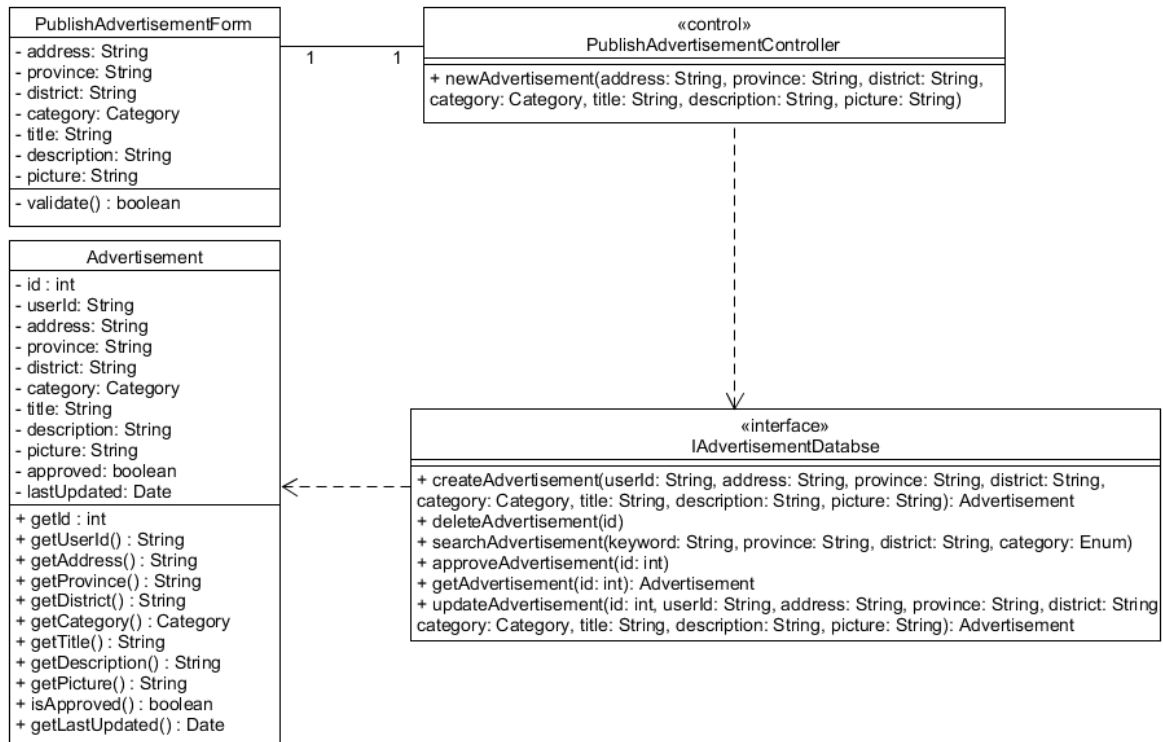 PublishAdvertisementForm
- address: String
- province: String
- district: String
- category: Category
- title: String
- description: String
- picture: String
- validate() : boolean
1
1
«control»
PublishAdvertisementController
+ newAdvertisement(address: String, province: String, district: String,
category: Category, title: String, description: String, picture: String)
Advertisement
- id : int
- userId: String
- address: String
- province: String
- district: String
- category: Category
- title: String
- description: String
- picture: String
- approved: boolean
- lastUpdated: Date
+ getId : int
+ getUserId() : String
+ getAddress() : String
+ getProvince() : String
+ getDistrict() : String
+ getCategory() : Category
+ getTitle() : String
+ getDescription() : String
+ getPicture() : String
+ isApproved() : boolean
+ getLastUpdated() : Date
«interface»
IAdvertisementDatabse
+ createAdvertisement(userId: String, address: String, province: String, district: String,
category: Category, title: String, description: String, picture: String): Advertisement
+ deleteAdvertisement(id)
+ searchAdvertisement(keyword: String, province: String, district: String, category: Enum)
+ approveAdvertisement(id: int)
+ getAdvertisement(id: int): Advertisement
+ updateAdvertisement(id: int, userId: String, address: String, province: String, district: String
category: Category, title: String, description: String, picture: String): Advertisement